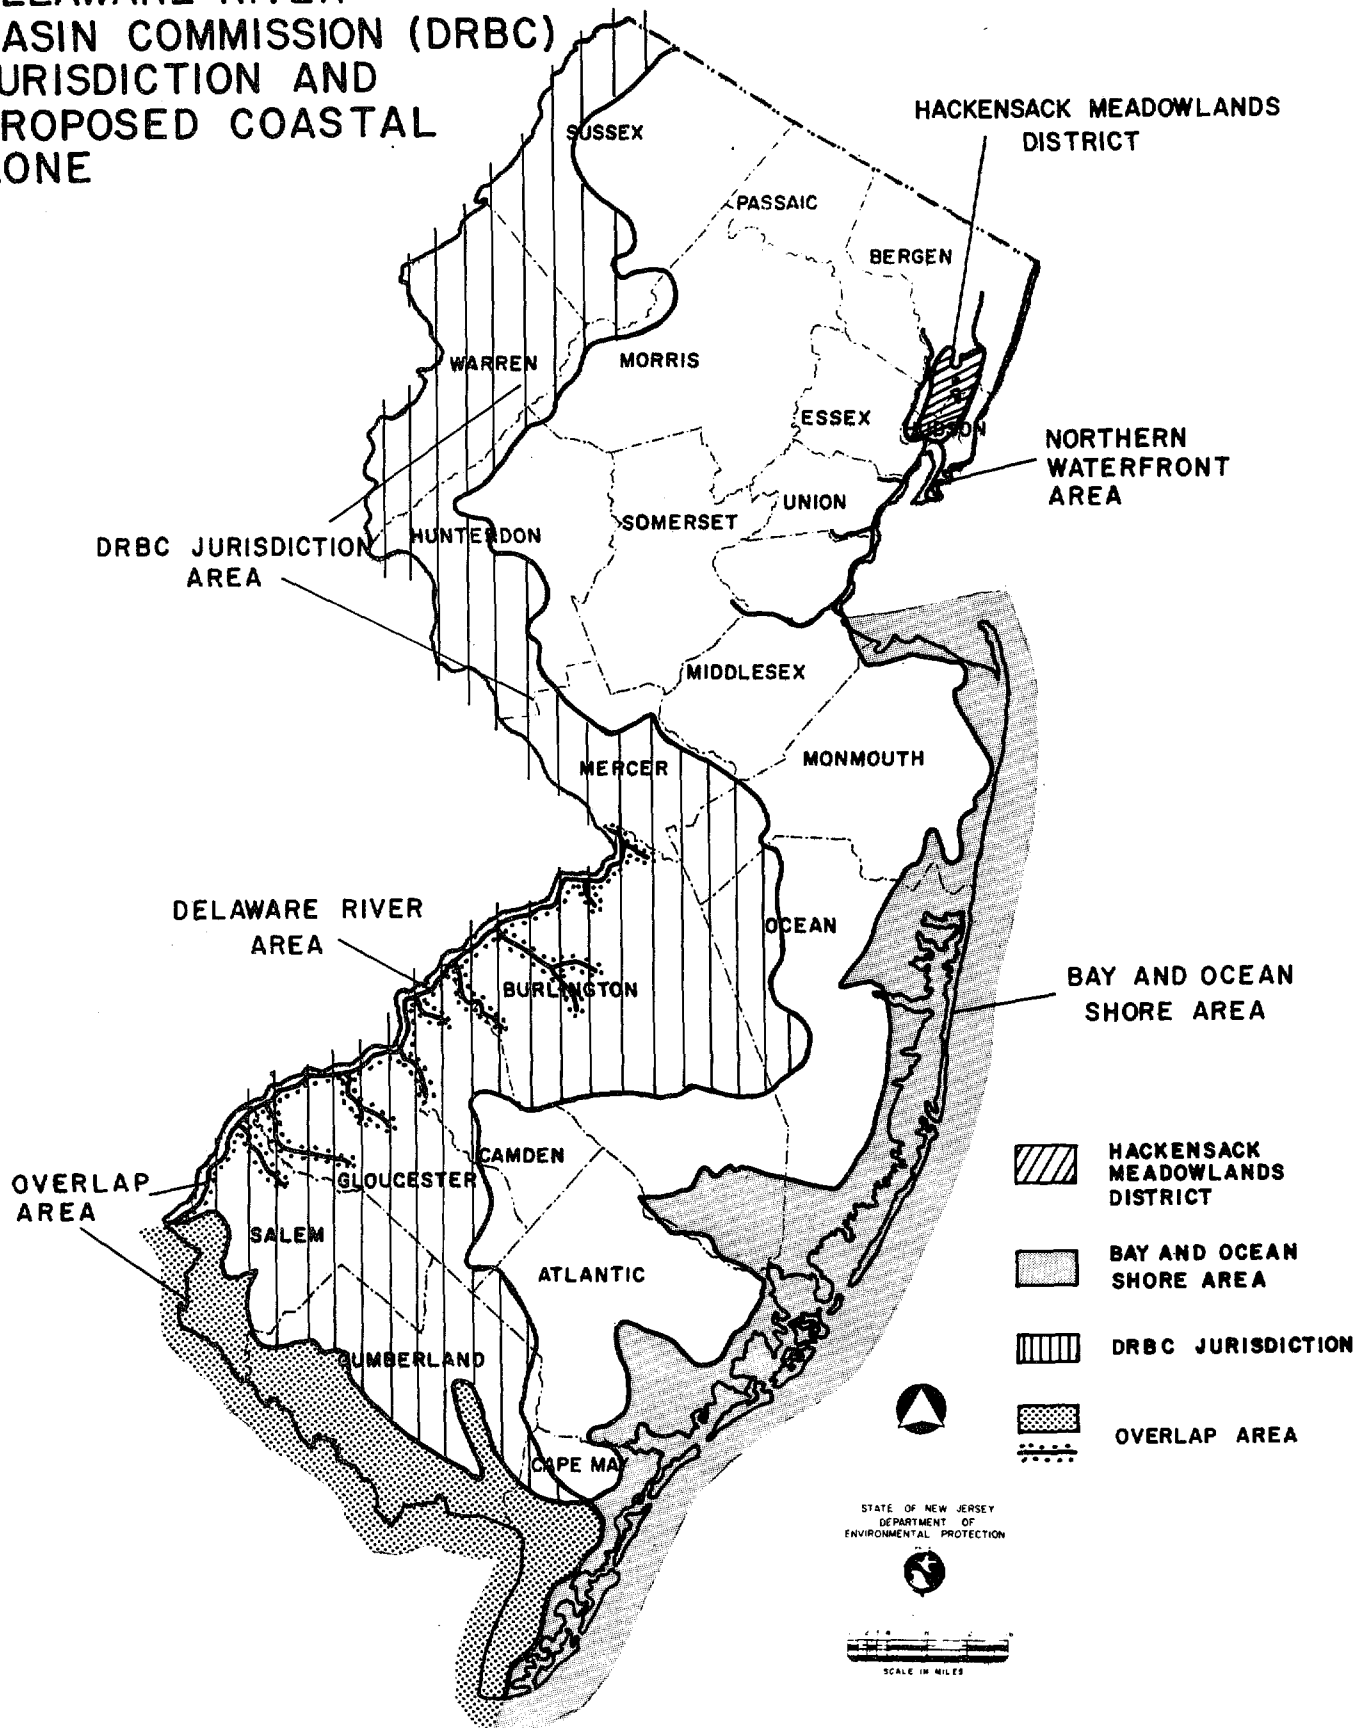 ELAWARE RIVER
ASIN COMMISSION (DRBC)
URISDICTION AND
ROPOSED COASTAL
ONE
HACKENSACK MEADOWLANDS
DISTRICT
SUSSEX
PASSAIC
BERGEN
WARREN
MORRIS
ESSEX
NORTHERN
WATERFRONT
AREA
UNION
SOMERSET
HUNTERDON
DRBC JURISDICTION
AREA
MIDDLESEX
MONMOUTH
MERCER
DELAWARE RIVER
AREA
OCEAN
BURLINGTON
BAY AND OCEAN
SHORE AREA
CAMDEN
GLOUCESTER
OVERLAP
AREA
SALEM
ATLANTIC
CUMBERLAND
CAPE MAY
HACKENSACK
MEADOWLANDS
DISTRICT
BAY AND OCEAN
SHORE AREA
DRBC JURISDICTION
OVERLAP AREA
STATE OF NEW JERSEY
DEPARTMENT OF
ENVIRONMENTAL PROTECTION
SCALE IN MILES